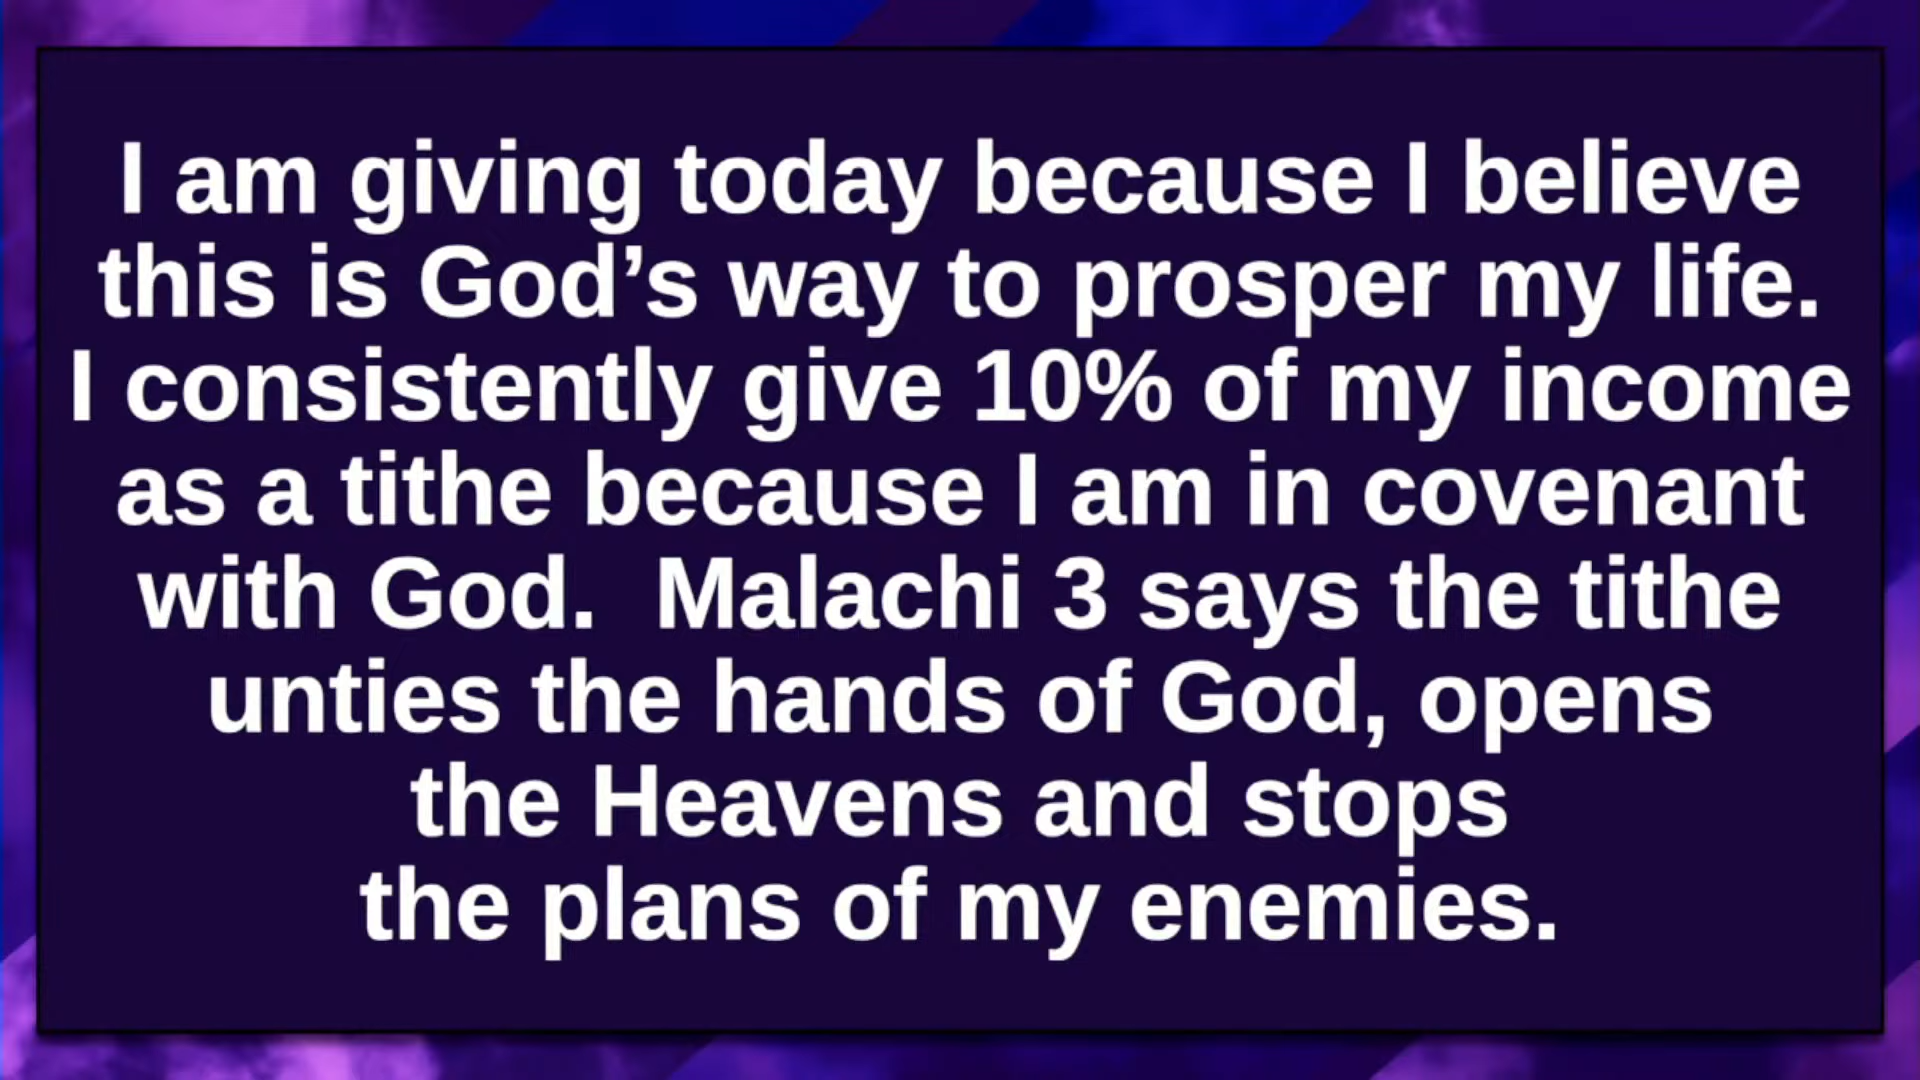 I am giving today because I believe
this is God’s way to prosper my life.
I consistently give 10% of my income
as a tithe because I am in covenant
with God.  Malachi 3 says the tithe
unties the hands of God, opens
the Heavens and stops
the plans of my enemies.